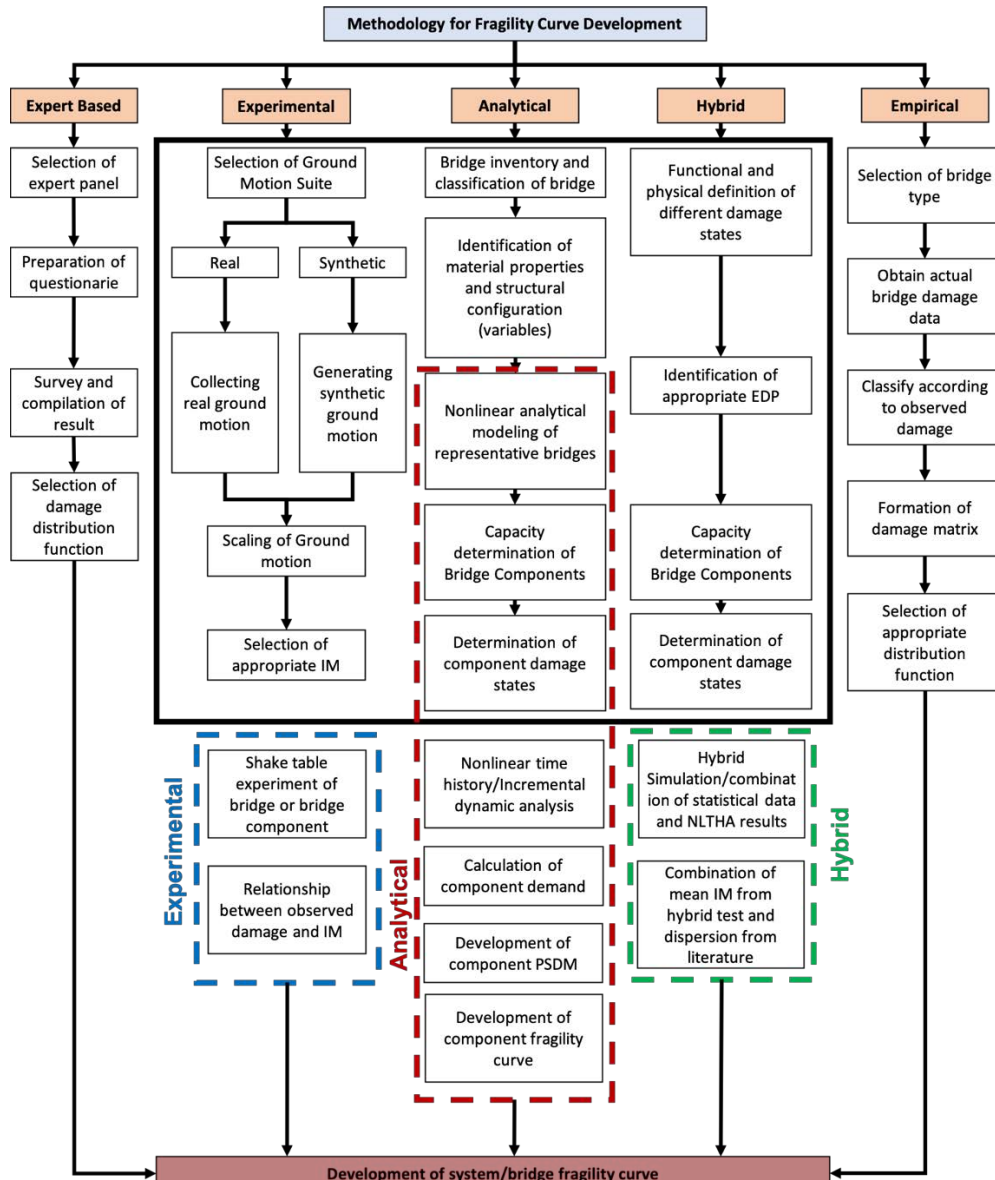 Methodology for Fragility Curve Development
Expert Based
Experimental
Analytical
Hybrid
Empirical
Selection of
expert panel
Preparation of
questionarie
Survey and
compilation of
result
Selection of
damage
distribution
function
Selection of Ground
Motion Suite
Real
Synthetic
Collecting
real ground
motion
Generating
synthetic
ground
motion
Scaling of Ground
motion
Selection of
appropriate IM
Bridge inventory and
classification of bridge
Identification of
material properties
and structural
configuration
(variables)
Nonlinear analytical
modeling of
representative bridges
Capacity
determination of
Bridge Components
Determination of
component damage
states
Functional and
physical definition of
different damage
states
Identification of
appropriate EDP
Capacity
determination of
Bridge Components
Determination of
component damage
states
Selection of bridge
type
Obtain actual
bridge damage
data
Classify according
to observed
damage
Formation of
damage matrix
Selection of
appropriate
distribution
function
Experimental
Shake table
experiment of
bridge or bridge
component
Relationship
between observed
damage and IM
Analytical
Nonlinear time
history/Incremental
dynamic analysis
Calculation of
component demand
Development of
component PSDM
Development of
component fragility
curve
Hybrid
Simulation/combinat
ion of statistical data
and NLTHA results
Combination of
mean IM from
hybrid test and
dispersion from
literature
Hybrid
Development of system/bridge fragility curve